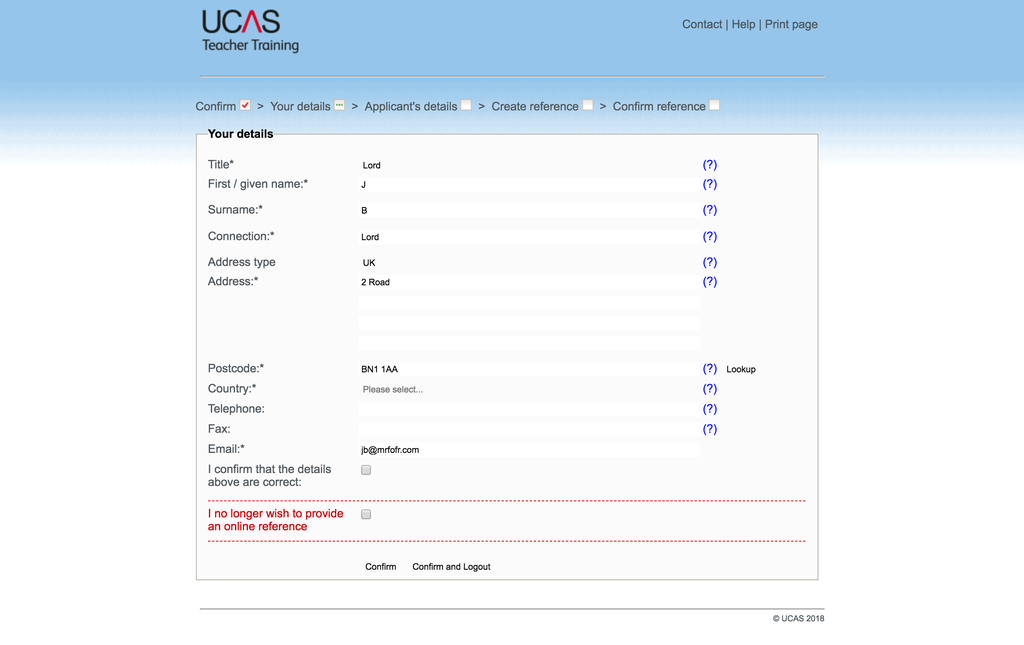 UCAS
Teacher Training
Contact | Help | Print page
Confirm > Your details > Applicant's details > Create reference > Confirm reference
Your details
Title* Lord (?)
First / given name:* J (?)
Surname:* B (?)
Connection:* Lord (?)
Address type UK (?)
Address:* 2 Road (?)
Postcode:* BN1 1AA (?) Lookup
Country:* Please select... (?)
Telephone: (?)
Fax: (?)
Email:* jb@mrfofr.com
I confirm that the details
above are correct:
I no longer wish to provide
an online reference
Confirm Confirm and Logout
© UCAS 2018